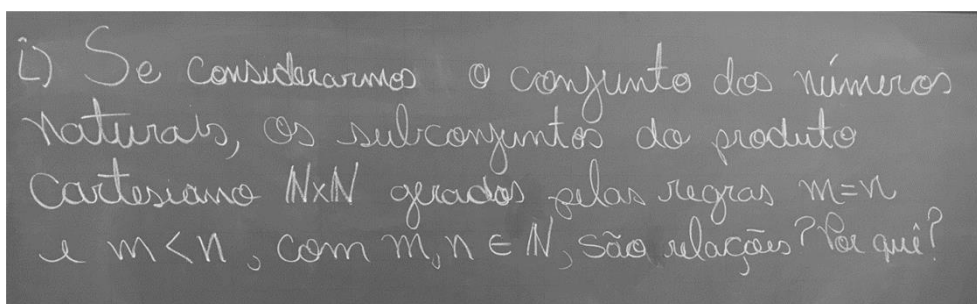 i) Se considerarmos o conjunto dos números
naturais, os subconjuntos do produto
cartesiano NxN gerados pelas regras m=n
e m<n, com m,n ∈ N, são relações? Por quê?